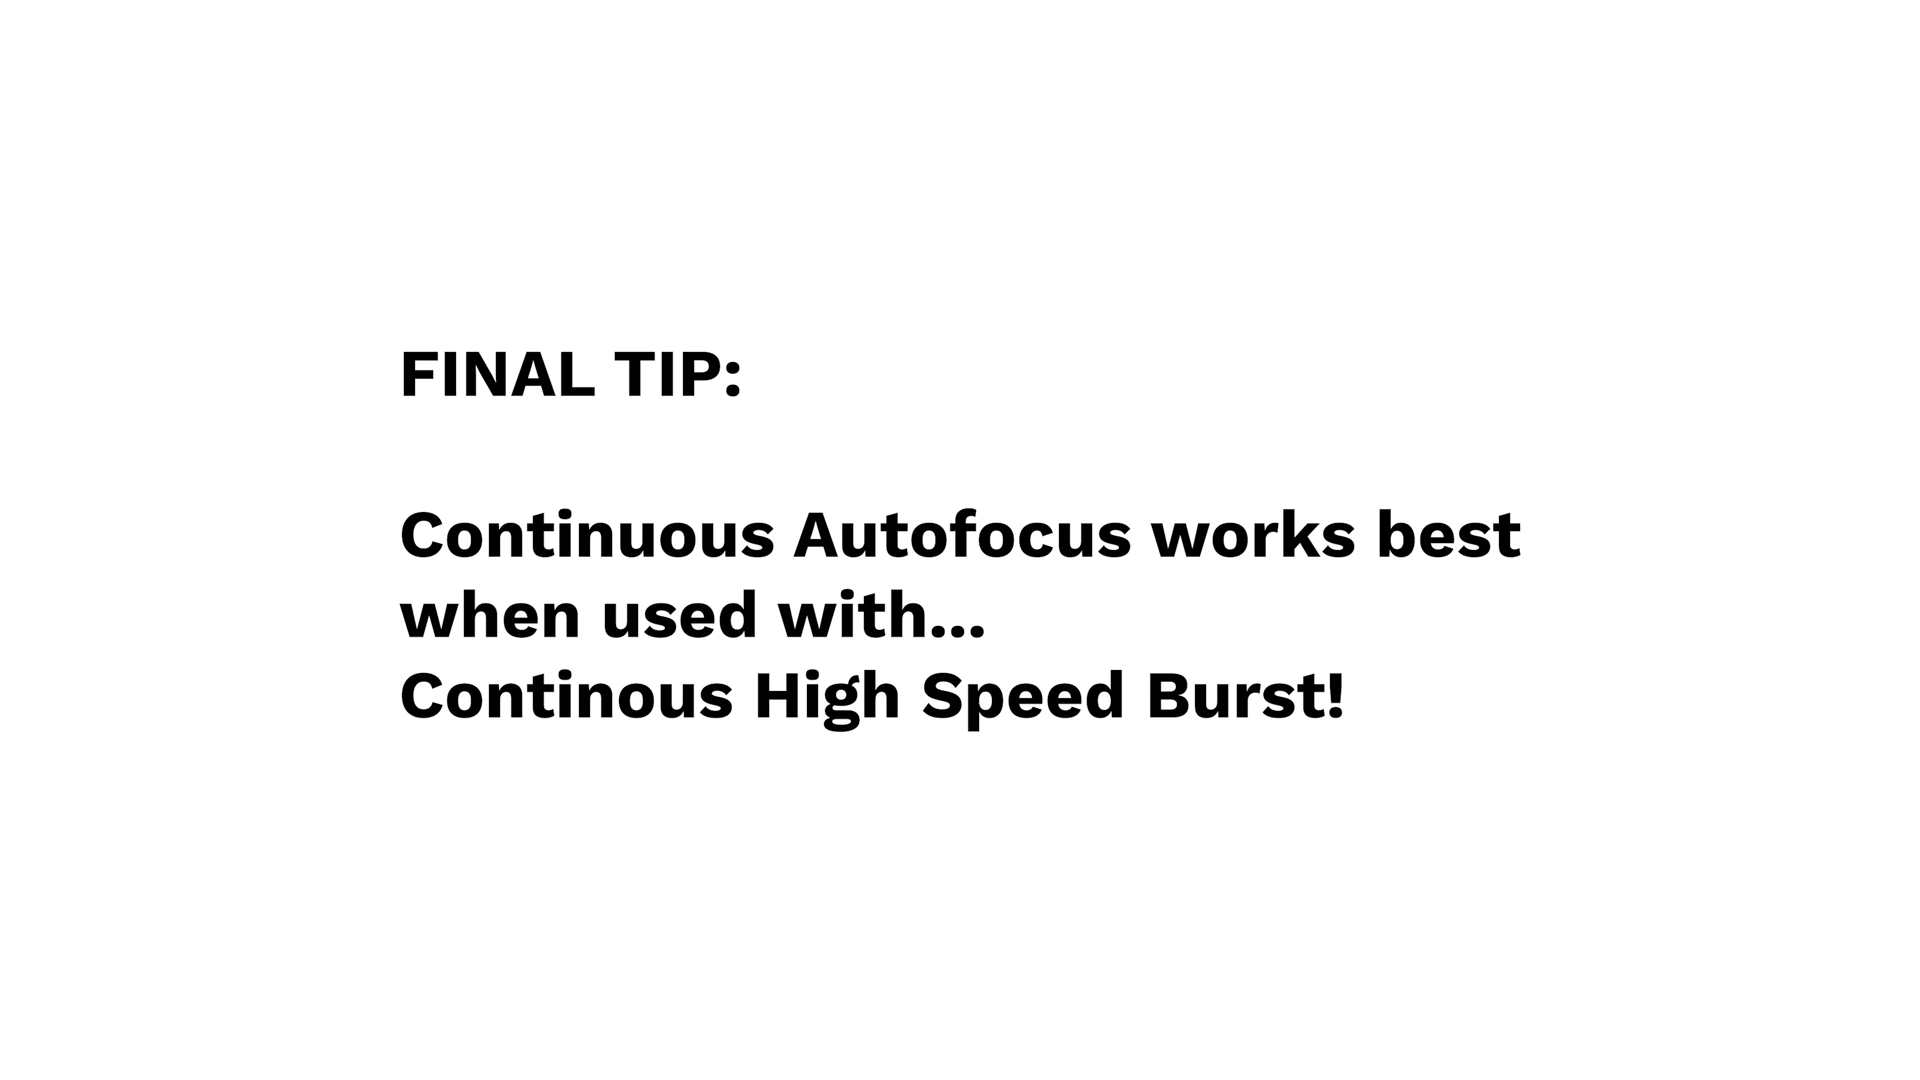 FINAL TIP:
Continuous Autofocus works best
when used with...
Continous High Speed Burst!